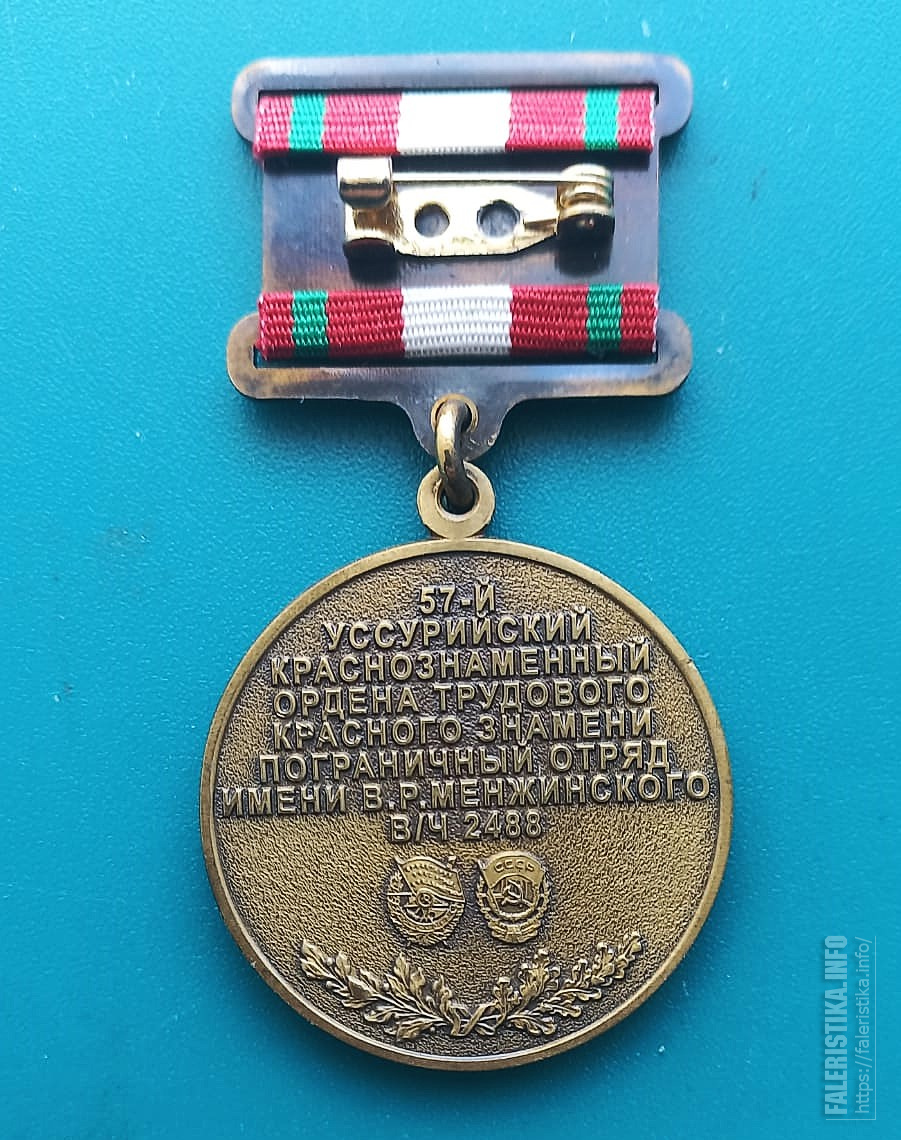 57-Й
УССУРИЙСКИЙ
КРАСНОЗНАМЕННЫЙ
ОРДЕНА ТРУДОВОГО
КРАСНОГО ЗНАМЕНИ
ПОГРАНИЧНЫЙ ОТРЯД
ИМЕНИ В.Р.МЕНЖИНСКОГО
В/Ч 2488
СССР
FALERISTIKA.INFO
https://faleristika.info/